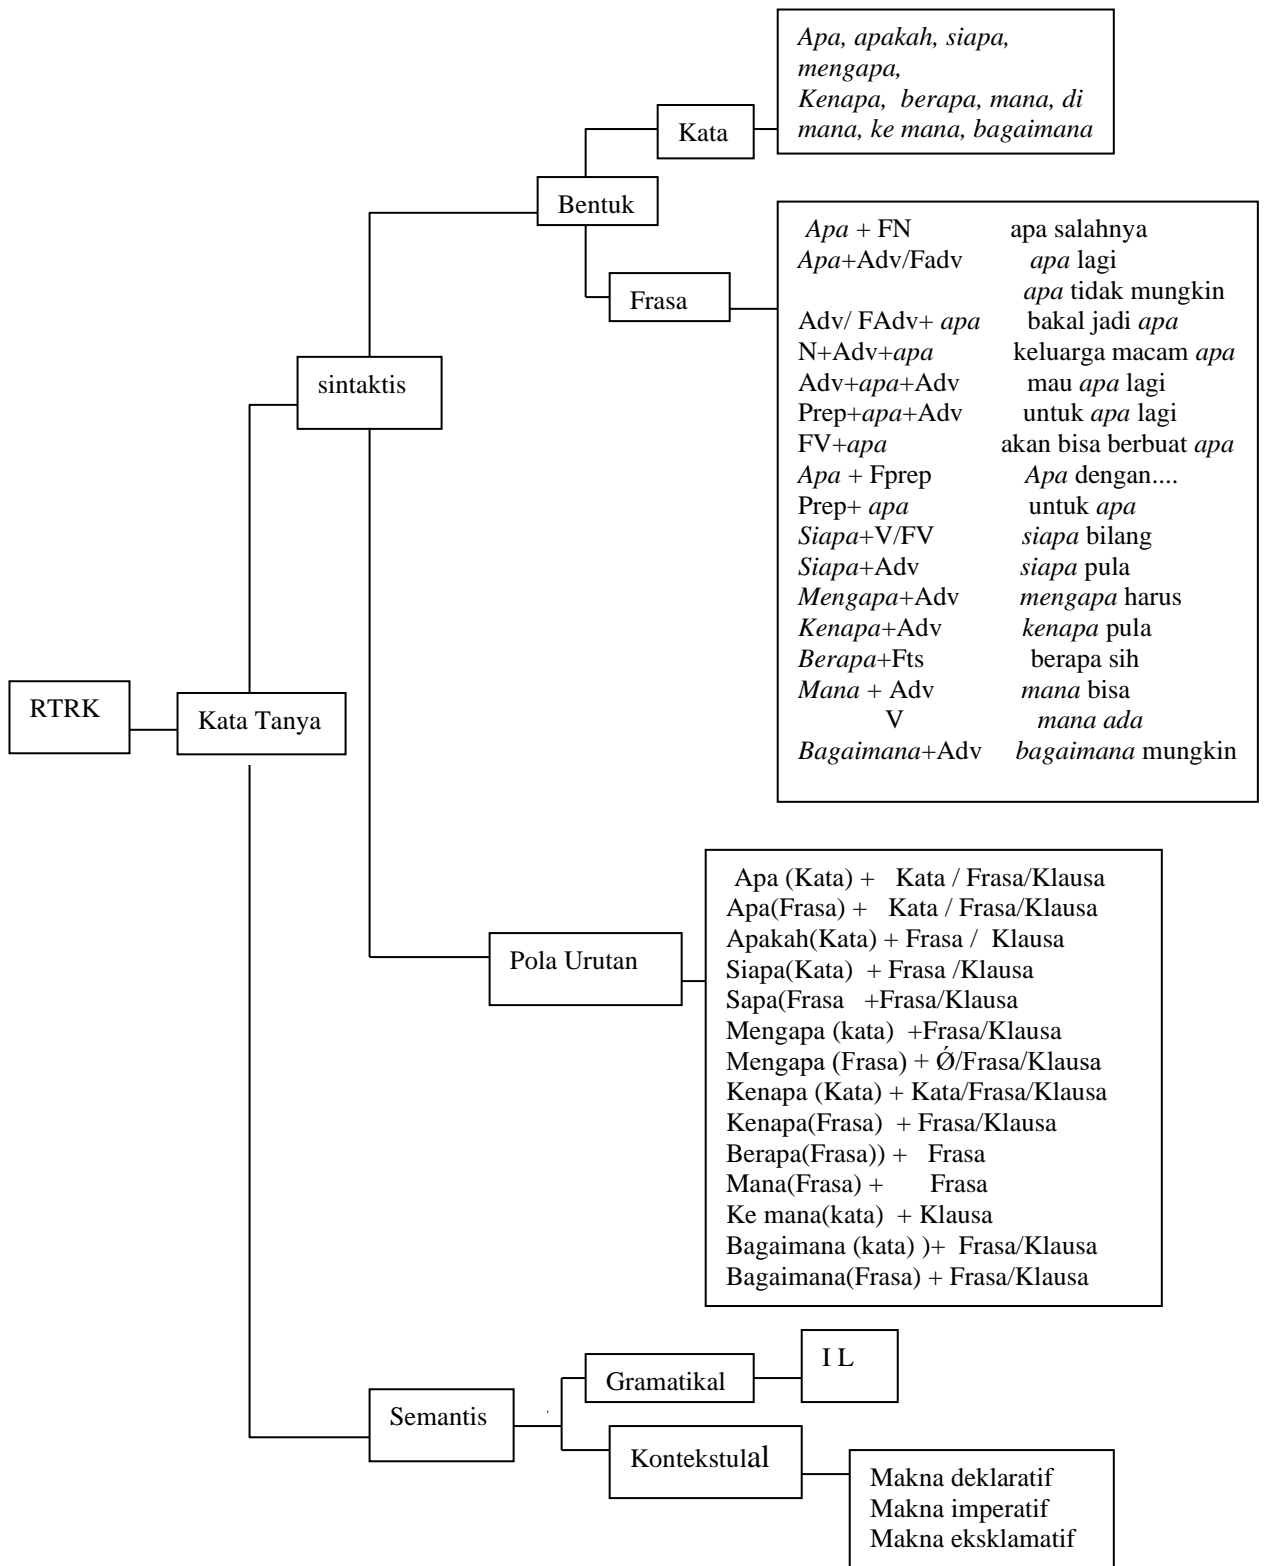 Apa, apakah, siapa,
mengapa,
Kenapa, berapa, mana, di
mana, ke mana, bagaimana
Kata
Bentuk
Frasa
Apa + FN apa salahnya
Apa+Adv/Fadv apa lagi
apa tidak mungkin
Adv/ FAdv+ apa bakal jadi apa
N+Adv+apa keluarga macam apa
Adv+apa+Adv mau apa lagi
Prep+apa+Adv untuk apa lagi
FV+apa akan bisa berbuat apa
Apa + Fprep Apa dengan....
Prep+ apa untuk apa
Siapa+V/FV siapa bilang
Siapa+Adv siapa pula
Mengapa+Adv mengapa harus
Kenapa+Adv kenapa pula
Berapa+Fts berapa sih
Mana + Adv mana bisa
V mana ada
Bagaimana+Adv bagaimana mungkin
sintaktis
RTRK
Kata Tanya
Pola Urutan
Apa (Kata) + Kata / Frasa/Klausa
Apa(Frasa) + Kata / Frasa/Klausa
Apakah(Kata) + Frasa / Klausa
Siapa(Kata) + Frasa /Klausa
Sapa(Frasa +Frasa/Klausa
Mengapa (kata) +Frasa/Klausa
Mengapa (Frasa) + Ǿ/Frasa/Klausa
Kenapa (Kata) + Kata/Frasa/Klausa
Kenapa(Frasa) + Frasa/Klausa
Berapa(Frasa)) + Frasa
Mana(Frasa) + Frasa
Ke mana(kata) + Klausa
Bagaimana (kata) )+ Frasa/Klausa
Bagaimana(Frasa) + Frasa/Klausa
Semantis
Gramatikal
I L
Kontekstulal
Makna deklaratif
Makna imperatif
Makna eksklamatif